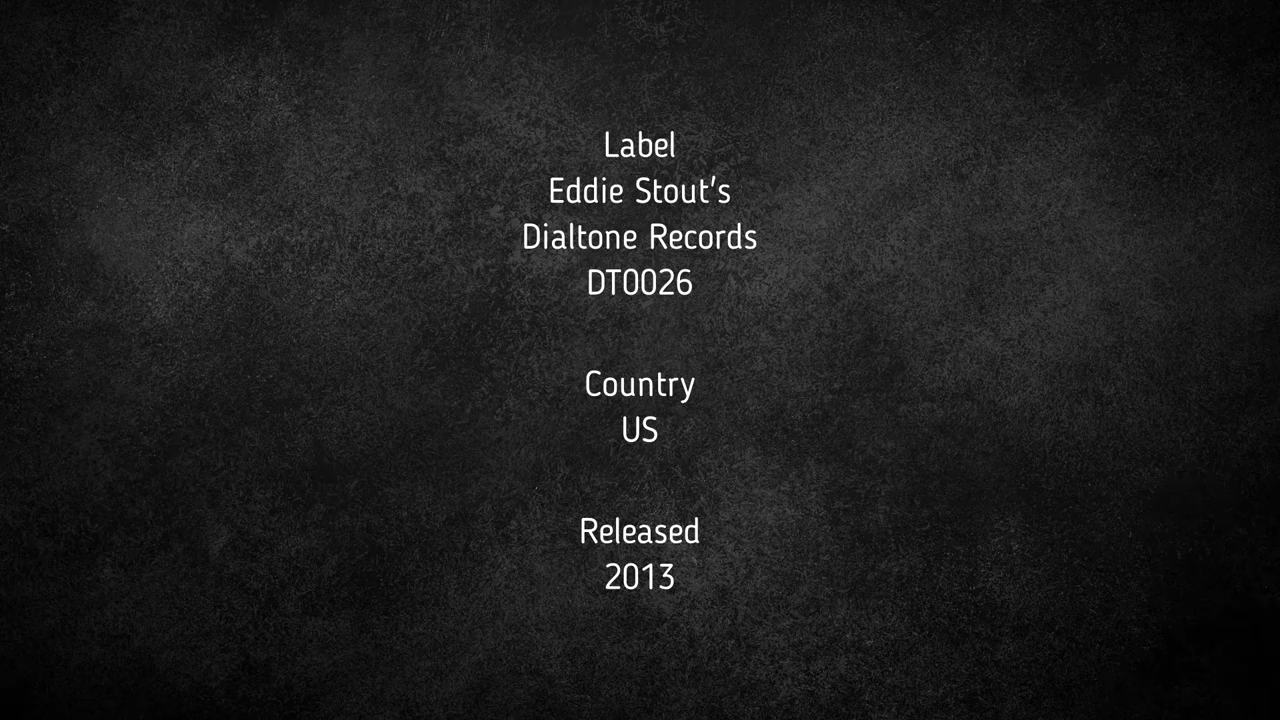 Label
Eddie Stout's
Dialtone Records
DT0026
Country
US
Released
2013